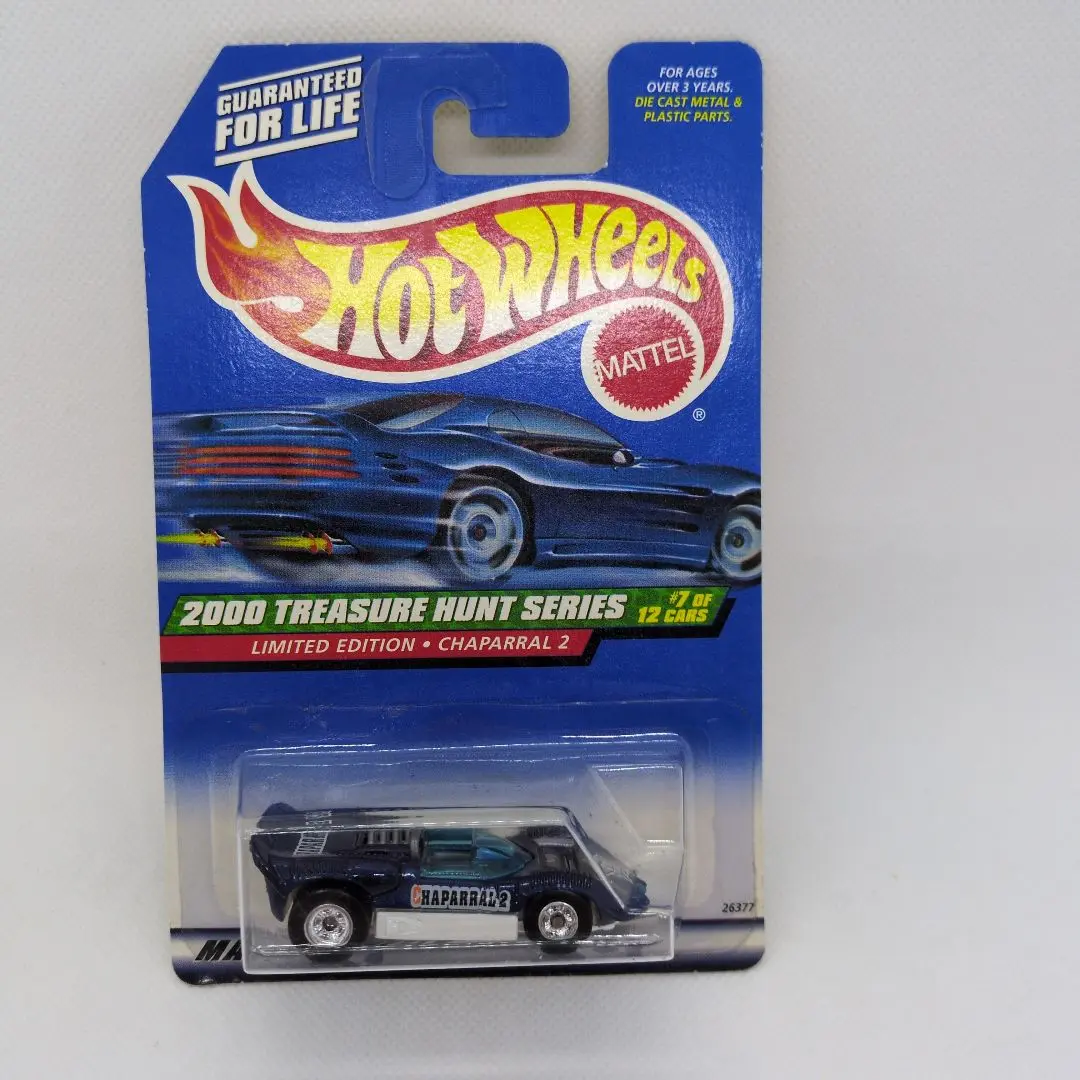 GUARANTEED
FOR LIFE
FOR AGES
OVER 3 YEARS.
DIE CAST METAL &
PLASTIC PARTS.
HOT WHEELS
MATTEL
®
2000 TREASURE HUNT SERIES
#7 OF
12 CARS
LIMITED EDITION • CHAPARRAL 2
CHAPARRAL 2
26377
MA